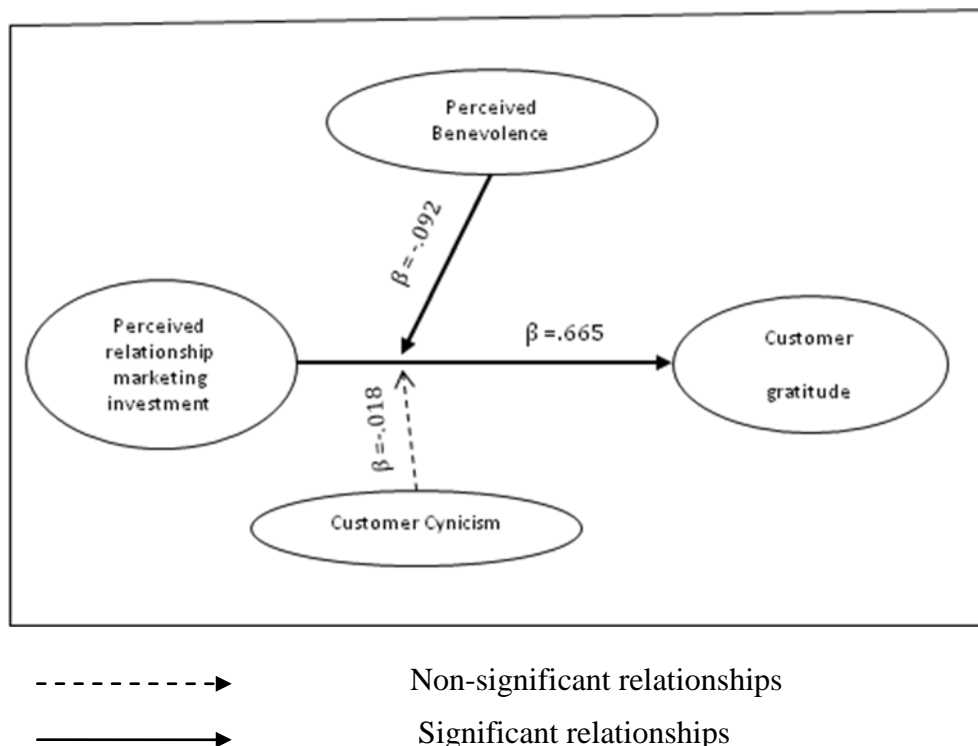 Perceived
Benevolence
β = -.092
Perceived
relationship
marketing
investment
β =.665
Customer
gratitude
β =-.018
Customer Cynicism
Non-significant relationships
Significant relationships